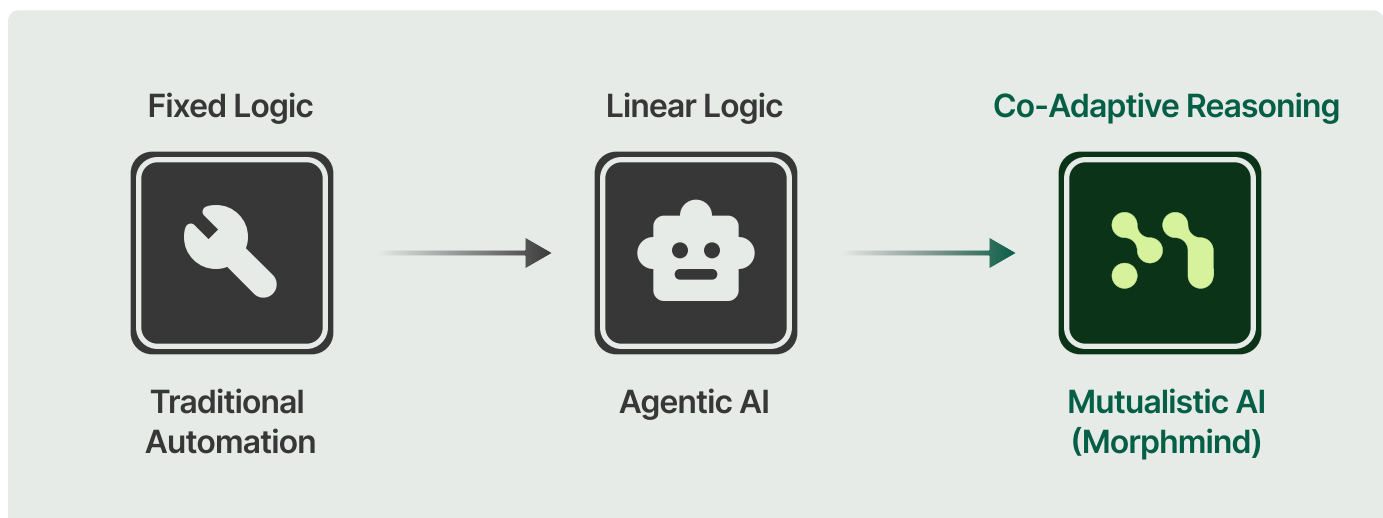 Fixed Logic
Linear Logic
Co-Adaptive Reasoning
Traditional
Automation
Agentic AI
Mutualistic AI
(Morphmind)